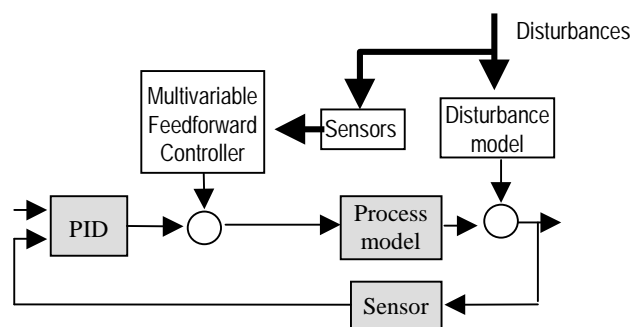 Disturbances
Multivariable
Feedforward
Controller
Sensors
Disturbance
model
PID
Process
model
Sensor